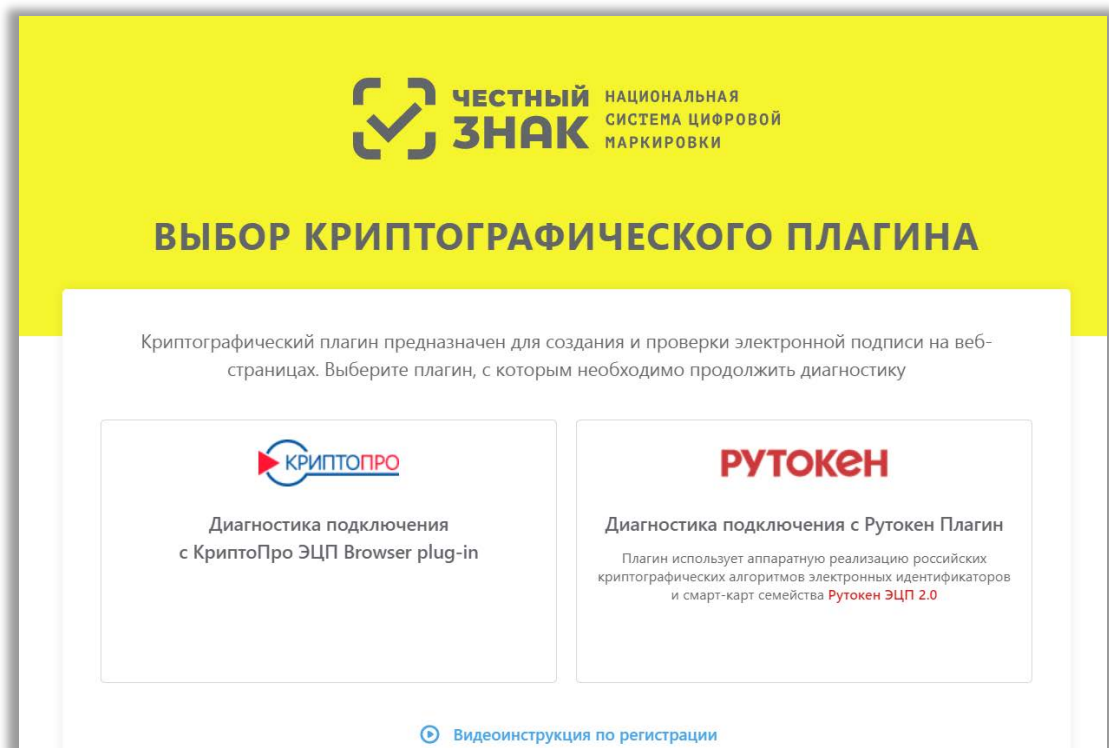 ЧЕСТНЫЙ
ЗНАК
НАЦИОНАЛЬНАЯ
СИСТЕМА ЦИФРОВОЙ
МАРКИРОВКИ
ВЫБОР КРИПТОГРАФИЧЕСКОГО ПЛАГИНА
Криптографический плагин предназначен для создания и проверки электронной подписи на веб-
страницах. Выберите плагин, с которым необходимо продолжить диагностику
КРИПТОПРО
Диагностика подключения
с КриптоПро ЭЦП Browser plug-in
РУТОКЕН
Диагностика подключения с Рутокен Плагин
Плагин использует аппаратную реализацию российских
криптографических алгоритмов электронных идентификаторов
и смарт-карт семейства Рутокен ЭЦП 2.0
Видеоинструкция по регистрации